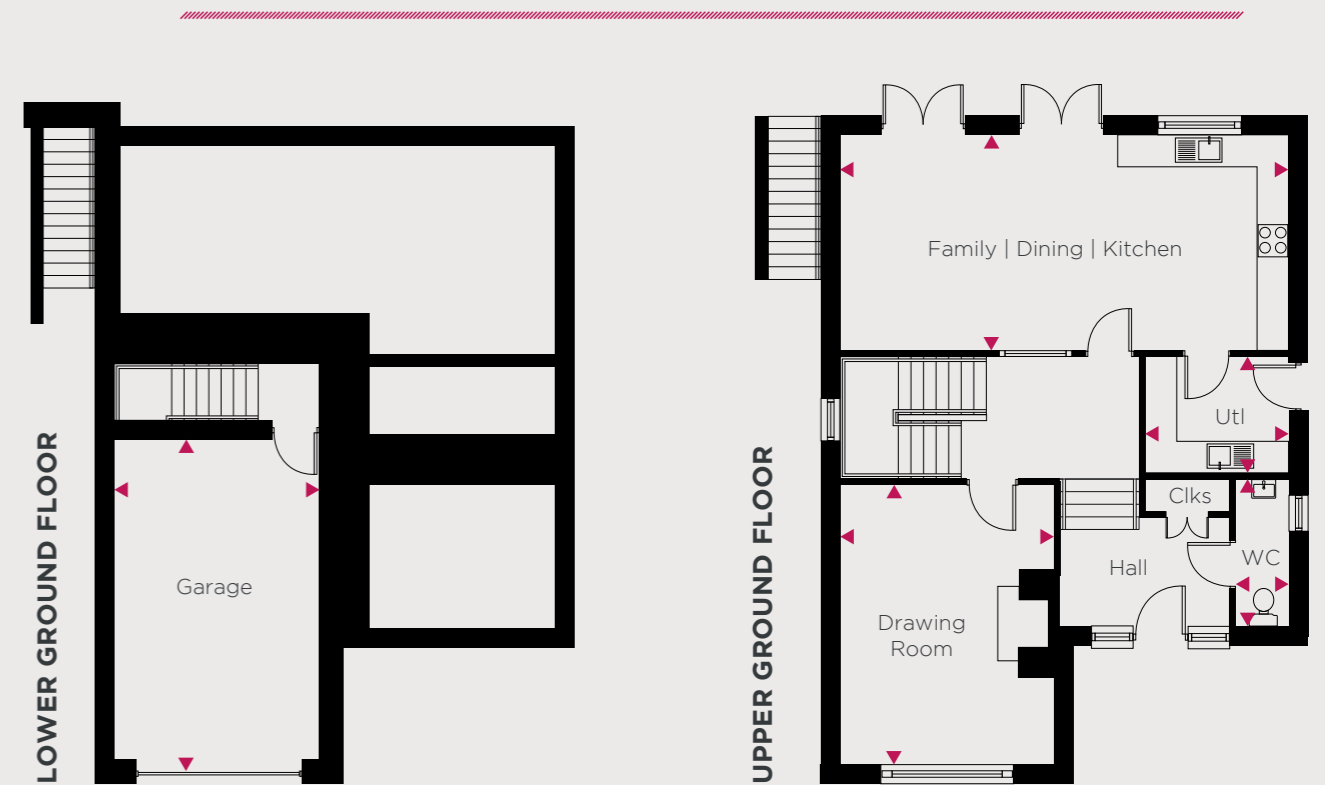 LOWER GROUND FLOOR
Garage
UPPER GROUND FLOOR
Family | Dining | Kitchen
Utl
Clks
Hall
WC
Drawing
Room